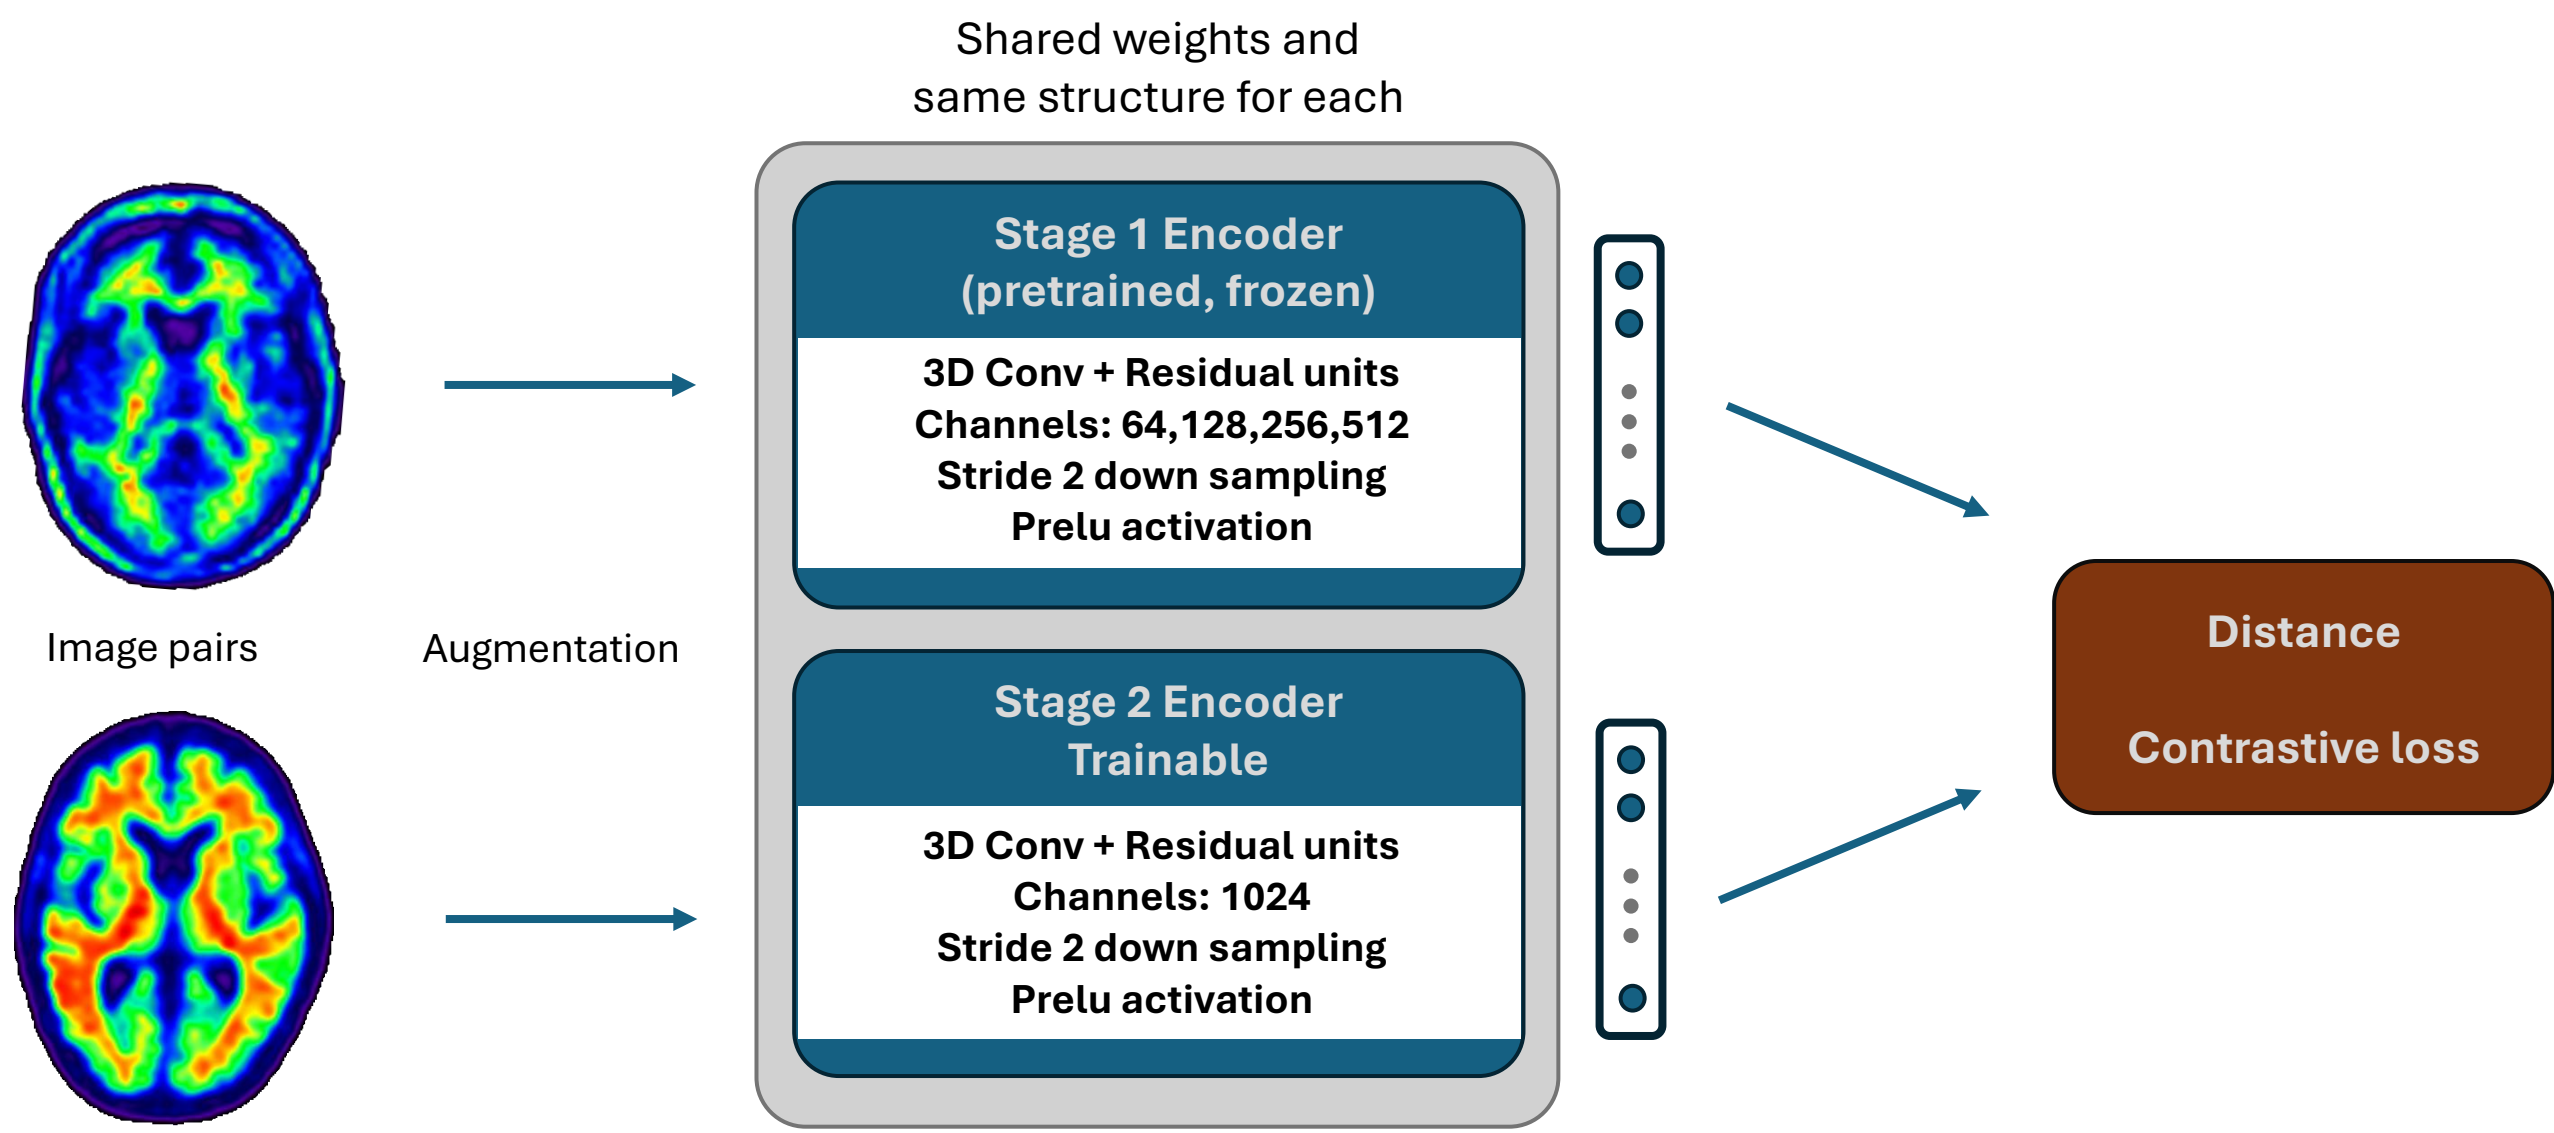 Shared weights and
same structure for each
Stage 1 Encoder
(pretrained, frozen)
3D Conv + Residual units
Channels: 64,128,256,512
Stride 2 down sampling
Prelu activation
Image pairs
Augmentation
Stage 2 Encoder
Trainable
3D Conv + Residual units
Channels: 1024
Stride 2 down sampling
Prelu activation
Distance
Contrastive loss